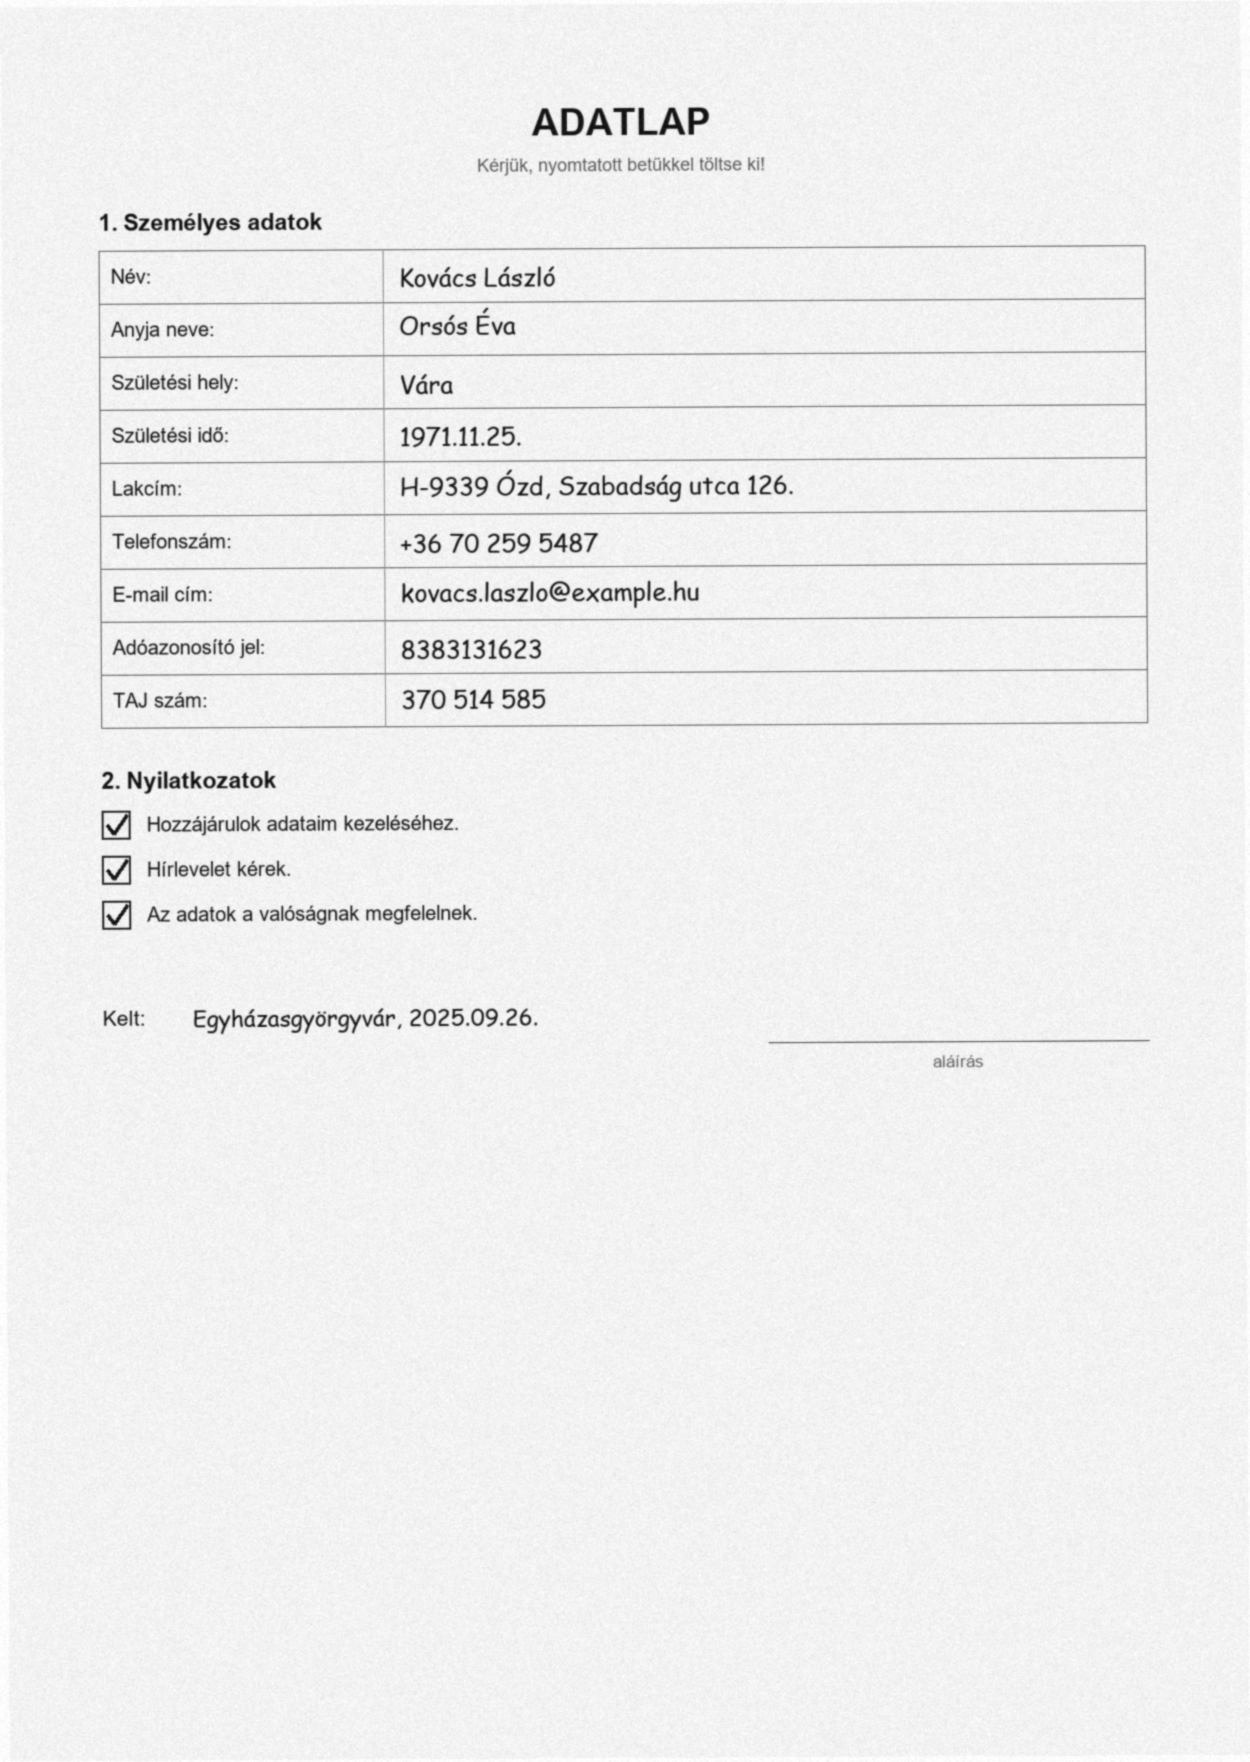 ADATLAP
Kérjük, nyomtatott betűkkel töltse ki!
1. Személyes adatok
Név: Kovács László
Anyja neve: Orsós Éva
Születési hely: Vára
Születési idő: 1971.11.25.
Lakcím: H-9339 Ózd, Szabadság utca 126.
Telefonszám: +36 70 259 5487
E-mail cím: kovacs.laszlo@example.hu
Adóazonosító jel: 8383131623
TAJ szám: 370 514 585
2. Nyilatkozatok
Hozzájárulok adataim kezeléséhez.
Hírlevelet kérek.
Az adatok a valóságnak megfelelnek.
Kelt: Egyházasgyörgyvár, 2025.09.26.
aláírás